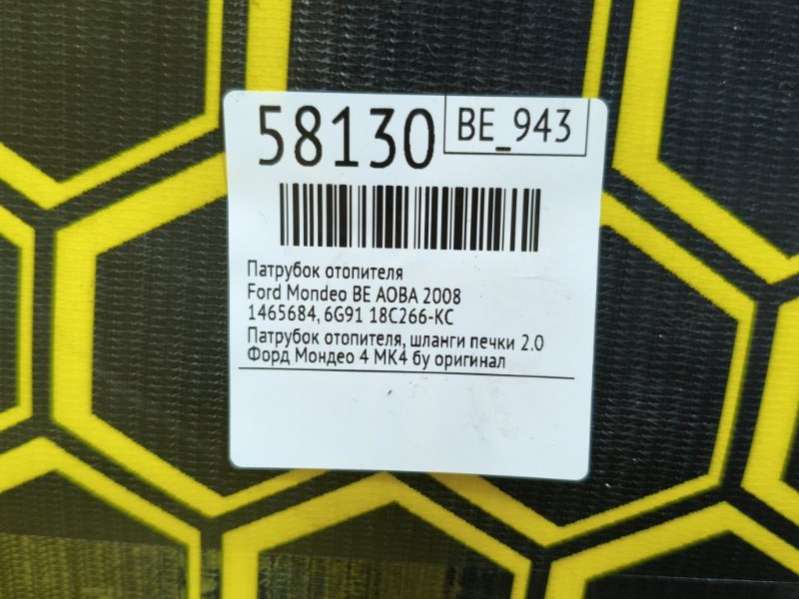 58130
BE_943
Патрубок отопителя
Ford Mondeo BE AOBA 2008
1465684, 6G91 18C266-KC
Патрубок отопителя, шланги печки 2.0
Форд Мондео 4 МК4 бу оригинал